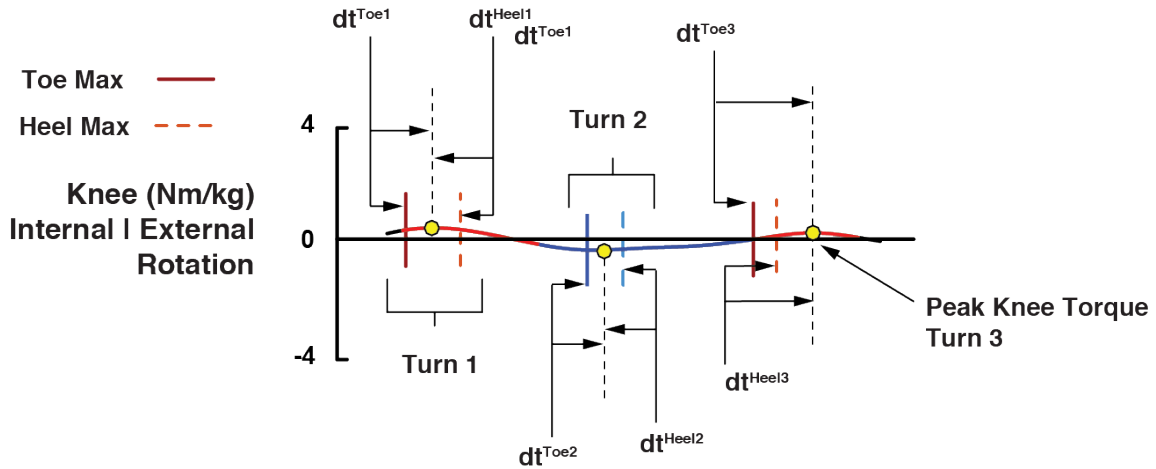 dt^Toe1
dt^Heel1
dt^Toe1
dt^Toe3
Toe Max
Heel Max
4
Turn 2
Knee (Nm/kg)
Internal I External
Rotation
0
-4
Turn 1
Peak Knee Torque
Turn 3
dt^Heel3
dt^Toe2
dt^Heel2